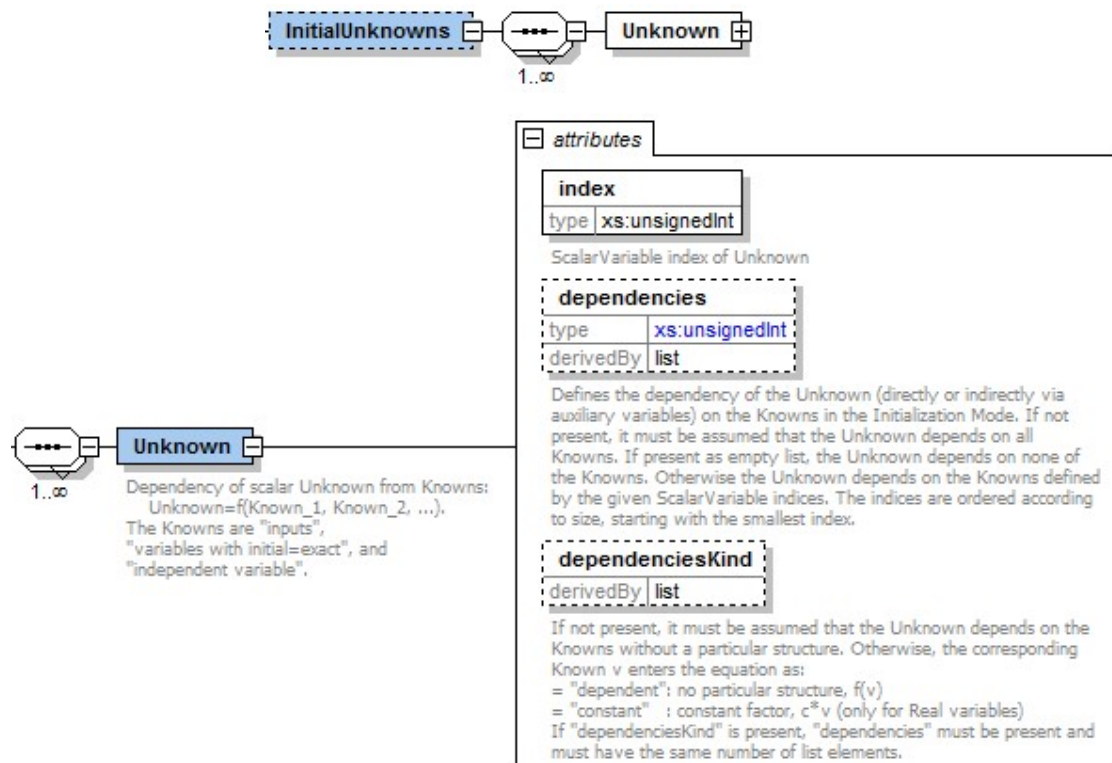 InitialUnknowns
Unknown
1..∞
attributes
index
type xs:unsignedInt
ScalarVariable index of Unknown
dependencies
type xs:unsignedInt
derivedBy list
Defines the dependency of the Unknown (directly or indirectly via
auxiliary variables) on the Knowns in the Initialization Mode. If not
present, it must be assumed that the Unknown depends on all
Knowns. If present as empty list, the Unknown depends on none of
the Knowns. Otherwise the Unknown depends on the Knowns defined
by the given ScalarVariable indices. The indices are ordered according
to size, starting with the smallest index.
Unknown
1..∞
Dependency of scalar Unknown from Knowns:
Unknown=f(Known_1, Known_2, ...).
The Knowns are "inputs",
"variables with initial=exact", and
"independent variable".
dependenciesKind
derivedBy list
If not present, it must be assumed that the Unknown depends on the
Knowns without a particular structure. Otherwise, the corresponding
Known v enters the equation as:
= "dependent": no particular structure, f(v)
= "constant" : constant factor, c*v (only for Real variables)
If "dependenciesKind" is present, "dependencies" must be present and
must have the same number of list elements.